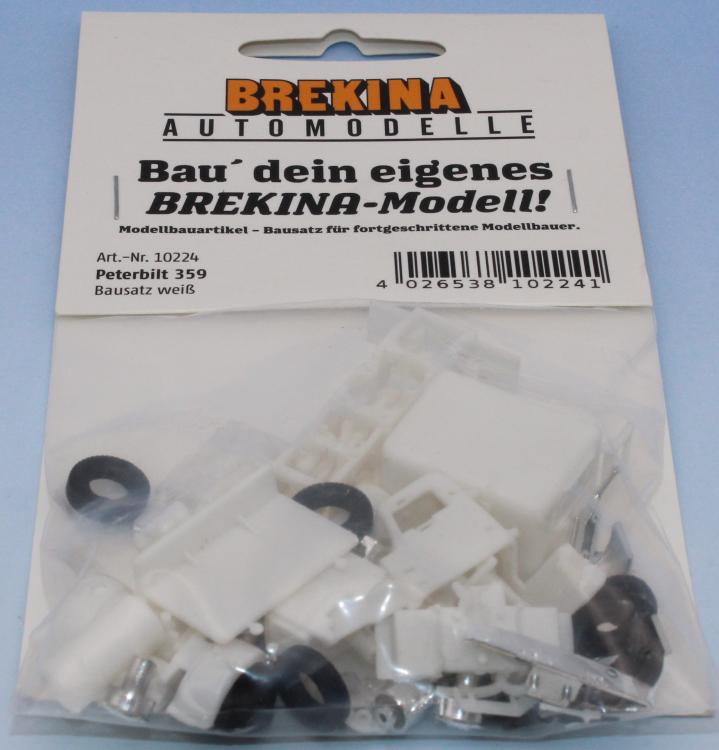 BREKINA
AUTOMODELLE
Bau´ dein eigenes
BREKINA-Modell!
Modellbauartikel – Bausatz für fortgeschrittene Modellbauer.
Art.-Nr. 10224
Peterbilt 359
Bausatz weiß
4 026538 102241